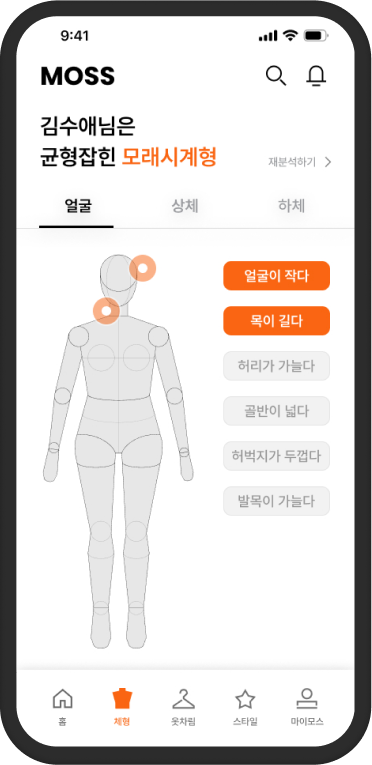 9:41
MOSS
김수애님은
균형잡힌 모래시계형
재분석하기
얼굴 상체 하체
얼굴이 작다
목이 길다
허리가 가늘다
골반이 넓다
허벅지가 두껍다
발목이 가늘다
홈 체형 옷차림 스타일 마이모스